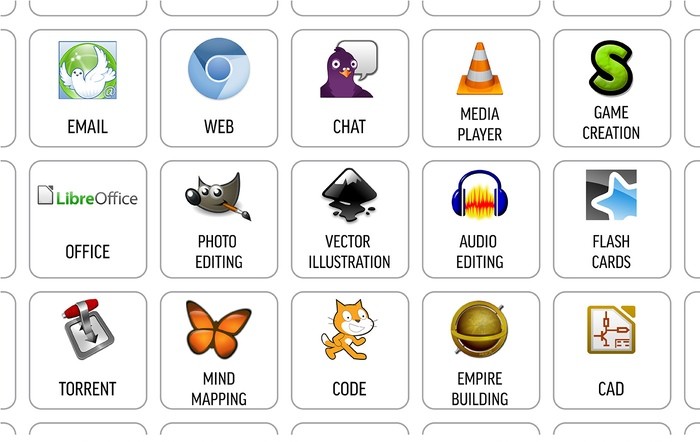 @
EMAIL
WEB
CHAT
MEDIA
PLAYER
S
GAME
CREATION
LibreOffice
OFFICE
PHOTO
EDITING
VECTOR
ILLUSTRATION
AUDIO
EDITING
FLASH
CARDS
TORRENT
MIND
MAPPING
CODE
EMPIRE
BUILDING
CAD